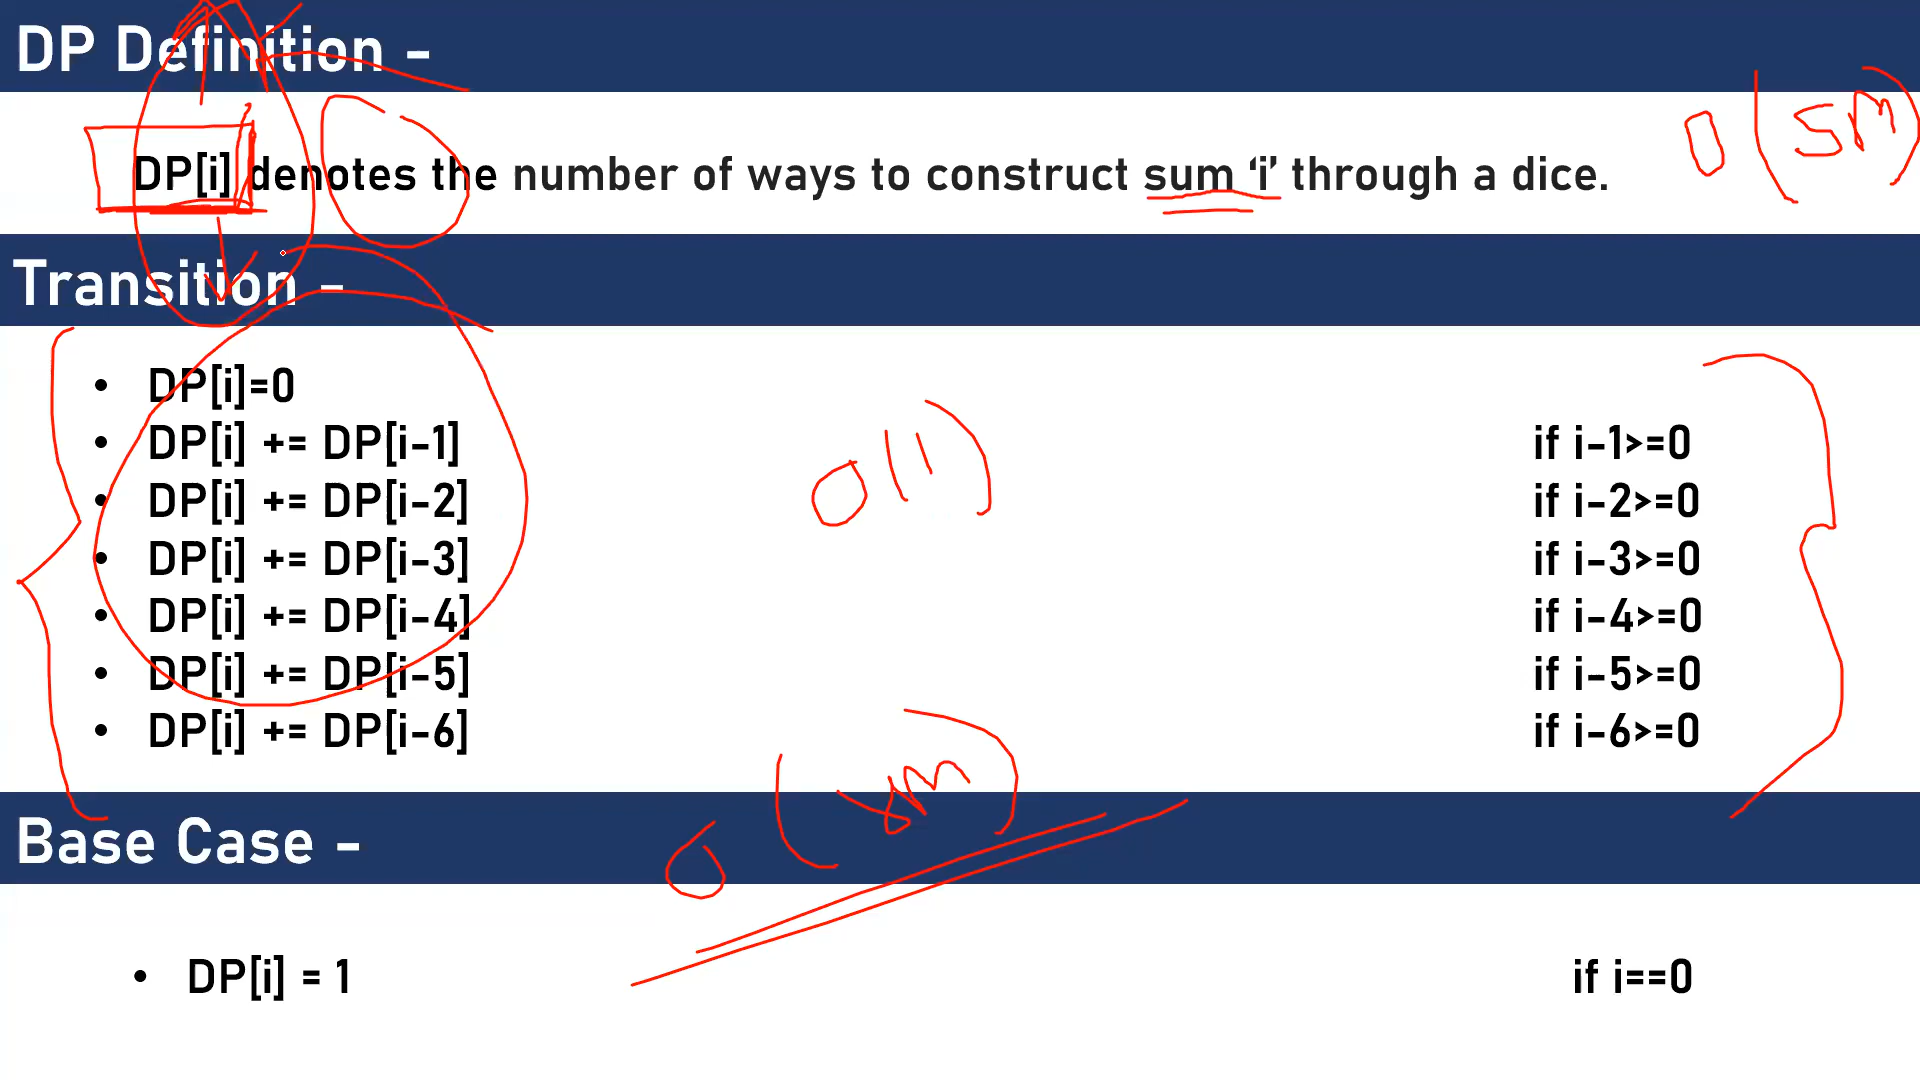 DP Definition -
DP[i] denotes the number of ways to construct sum ‘i’ through a dice.
Transition -
• DP[i]=0
• DP[i] += DP[i-1] if i-1>=0
• DP[i] += DP[i-2] if i-2>=0
• DP[i] += DP[i-3] if i-3>=0
• DP[i] += DP[i-4] if i-4>=0
• DP[i] += DP[i-5] if i-5>=0
• DP[i] += DP[i-6] if i-6>=0
O(1)
Base Case -
• DP[i] = 1 if i==0